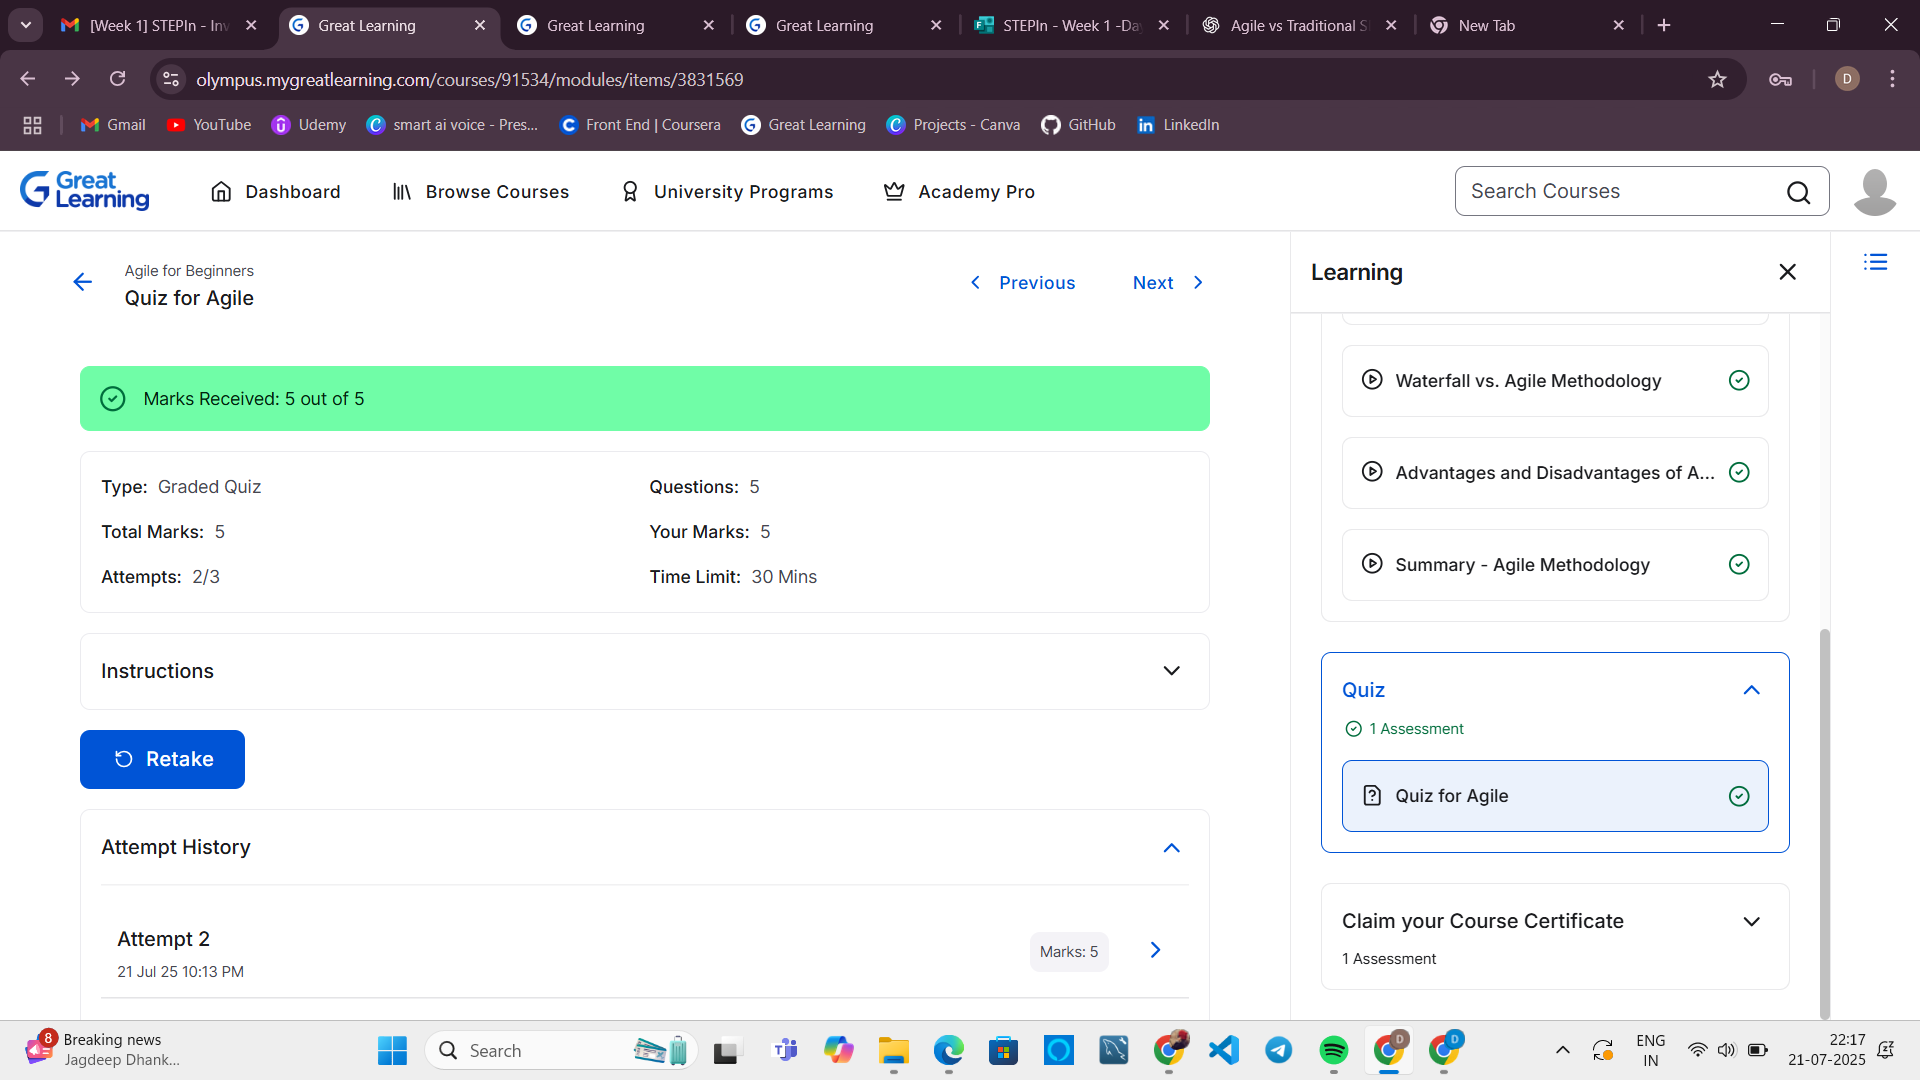 [Week 1] STEPIn - Inv
Great Learning
Great Learning
Great Learning
STEPIn - Week 1 -Da
Agile vs Traditional S
New Tab
olympus.mygreatlearning.com/courses/91534/modules/items/3831569
D
Gmail
YouTube
Udemy
smart ai voice - Pres...
Front End | Coursera
Great Learning
Projects - Canva
GitHub
LinkedIn
Great
Learning
Dashboard
Browse Courses
University Programs
Academy Pro
Search Courses
Agile for Beginners
Quiz for Agile
Previous
Next
Marks Received: 5 out of 5
Type: Graded Quiz
Questions: 5
Total Marks: 5
Your Marks: 5
Attempts: 2/3
Time Limit: 30 Mins
Instructions
Retake
Attempt History
Attempt 2
21 Jul 25 10:13 PM
Marks: 5
Learning
Waterfall vs. Agile Methodology
Advantages and Disadvantages of A...
Summary - Agile Methodology
Quiz
1 Assessment
Quiz for Agile
Claim your Course Certificate
1 Assessment
8
Breaking news
Jagdeep Dhank...
Search
D
D
ENG
IN
22:17
21-07-2025